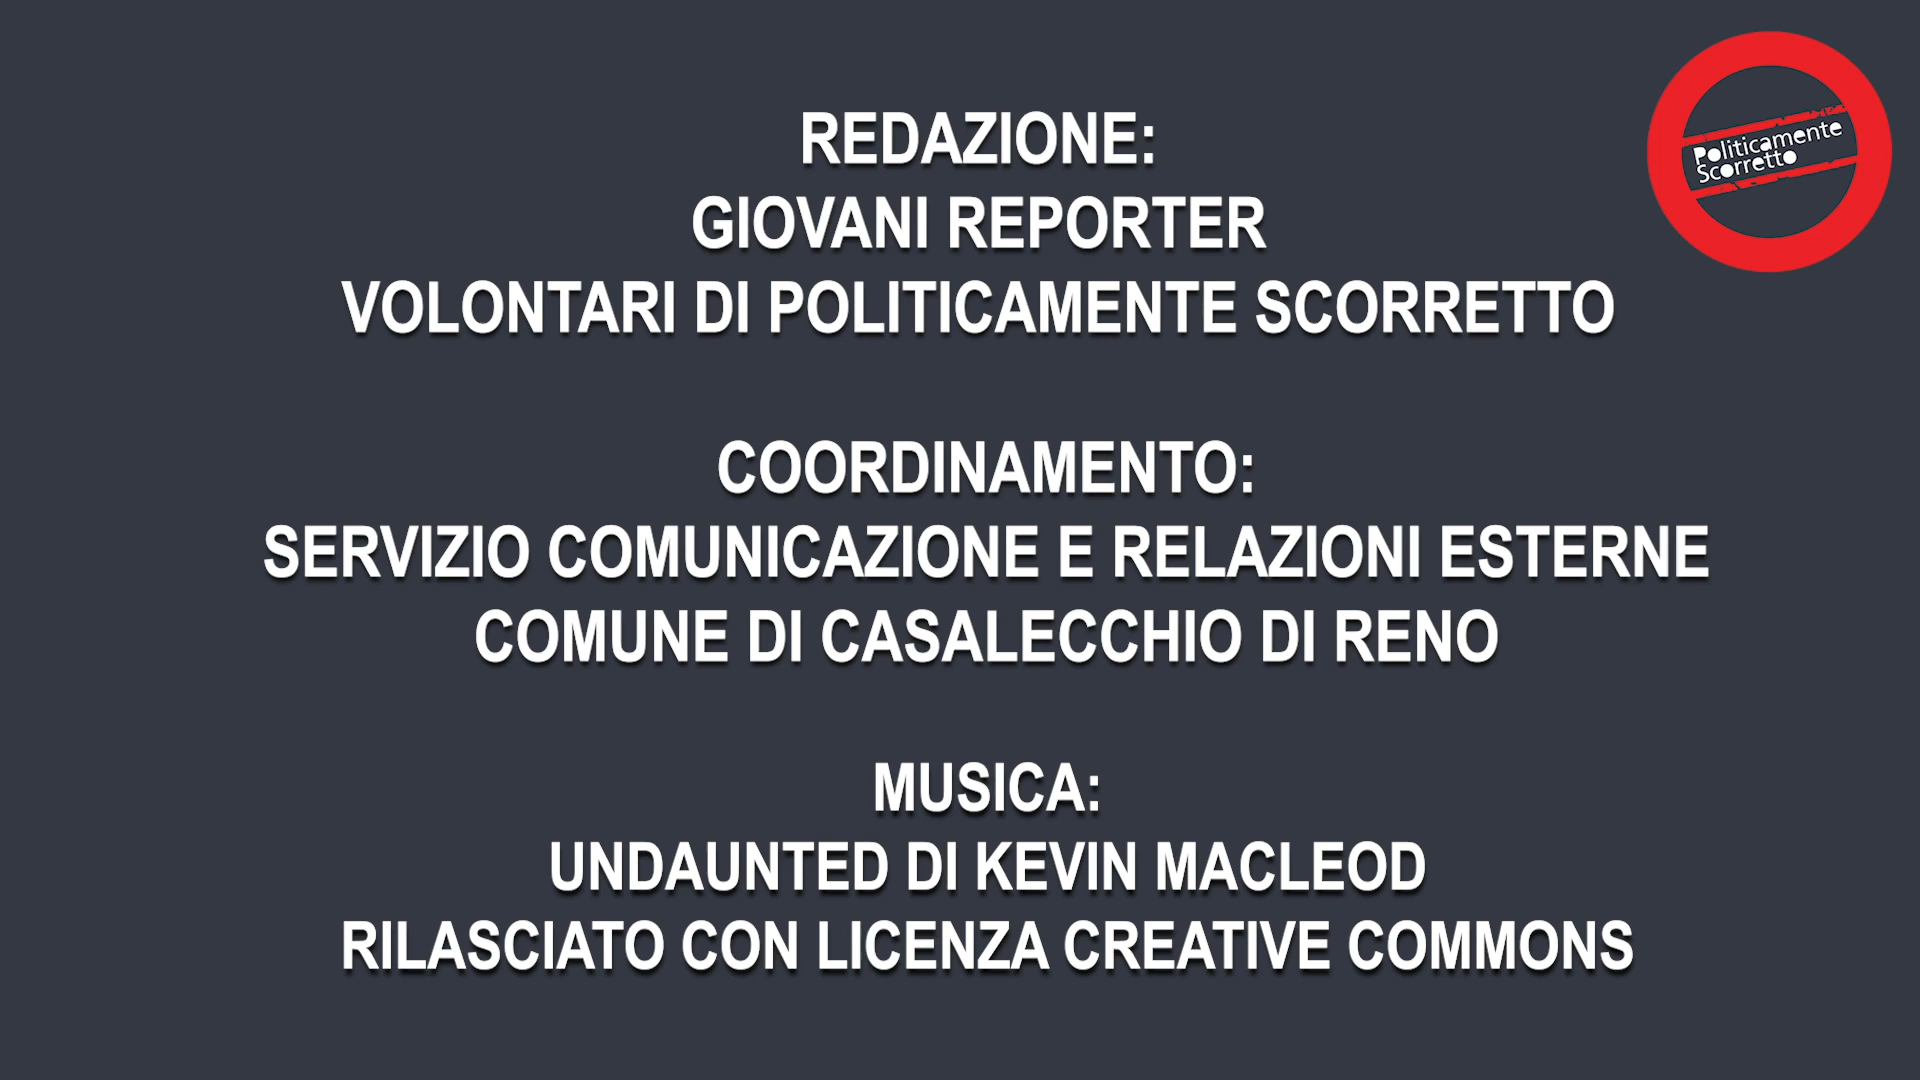 REDAZIONE:
GIOVANI REPORTER
VOLONTARI DI POLITICAMENTE SCORRETTO
COORDINAMENTO:
SERVIZIO COMUNICAZIONE E RELAZIONI ESTERNE
COMUNE DI CASALECCHIO DI RENO
MUSICA:
UNDAUNTED DI KEVIN MACLEOD
RILASCIATO CON LICENZA CREATIVE COMMONS
Politicamente
Scorretto